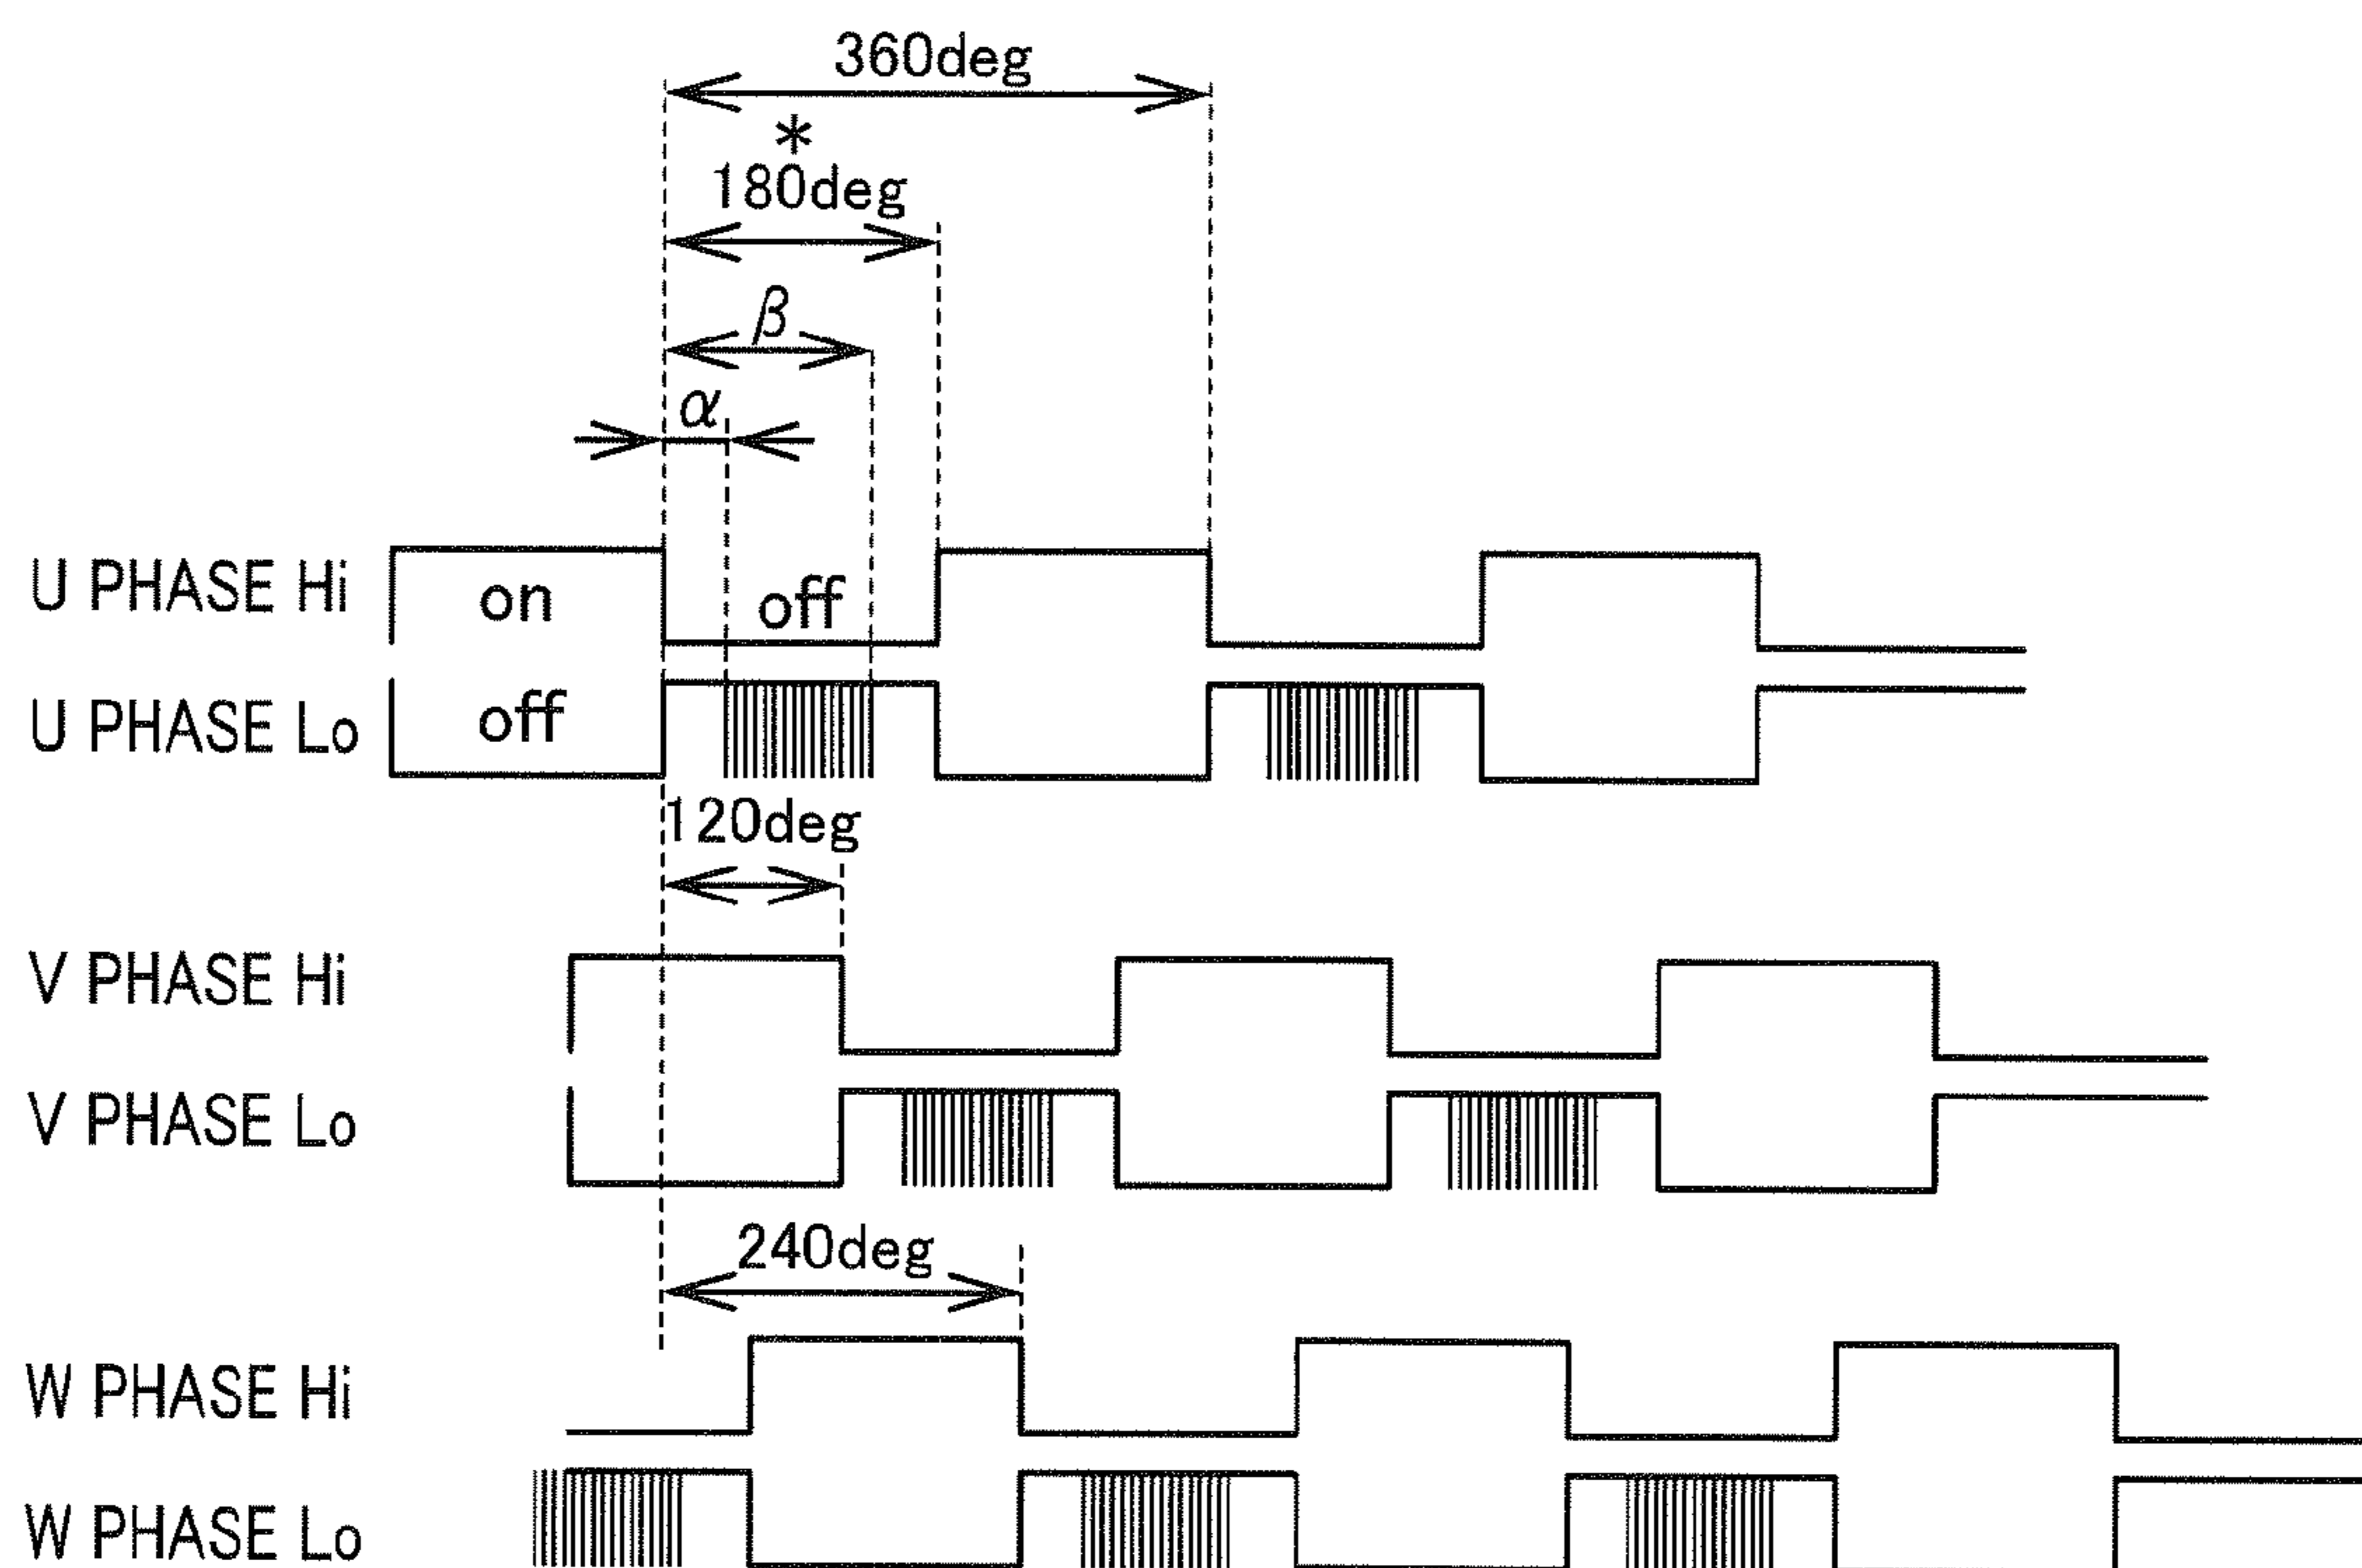 360deg
*
180deg
β
α
U PHASE Hi
on
off
U PHASE Lo
off
120deg
V PHASE Hi
V PHASE Lo
240deg
W PHASE Hi
W PHASE Lo